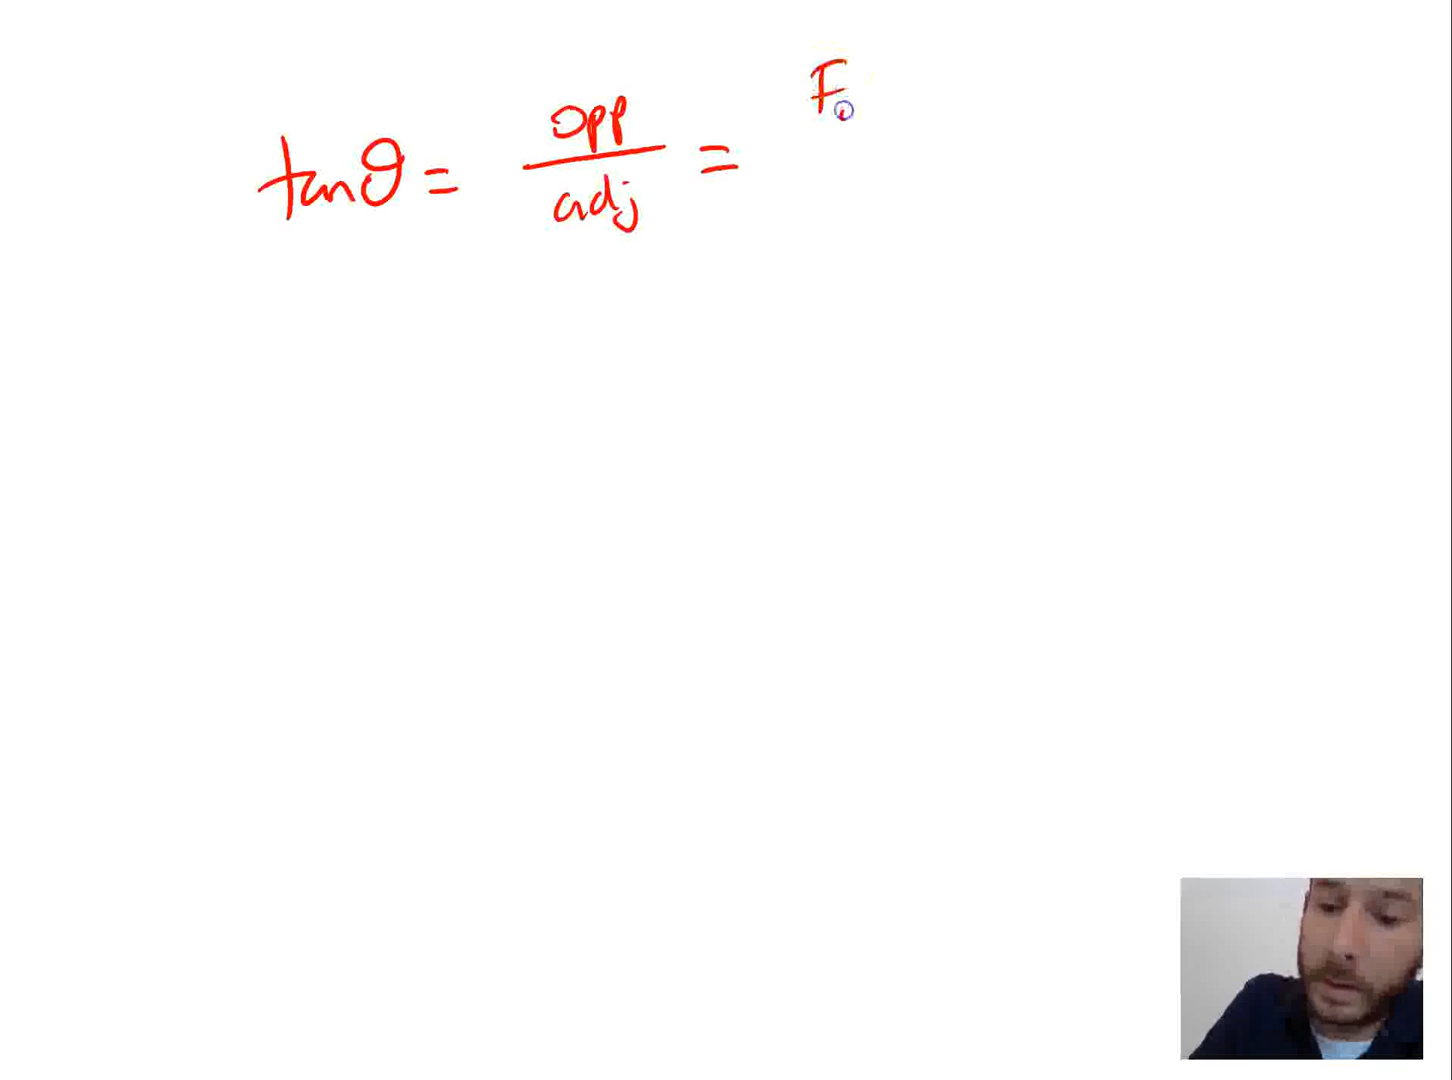 tanθ = opp/adj = F